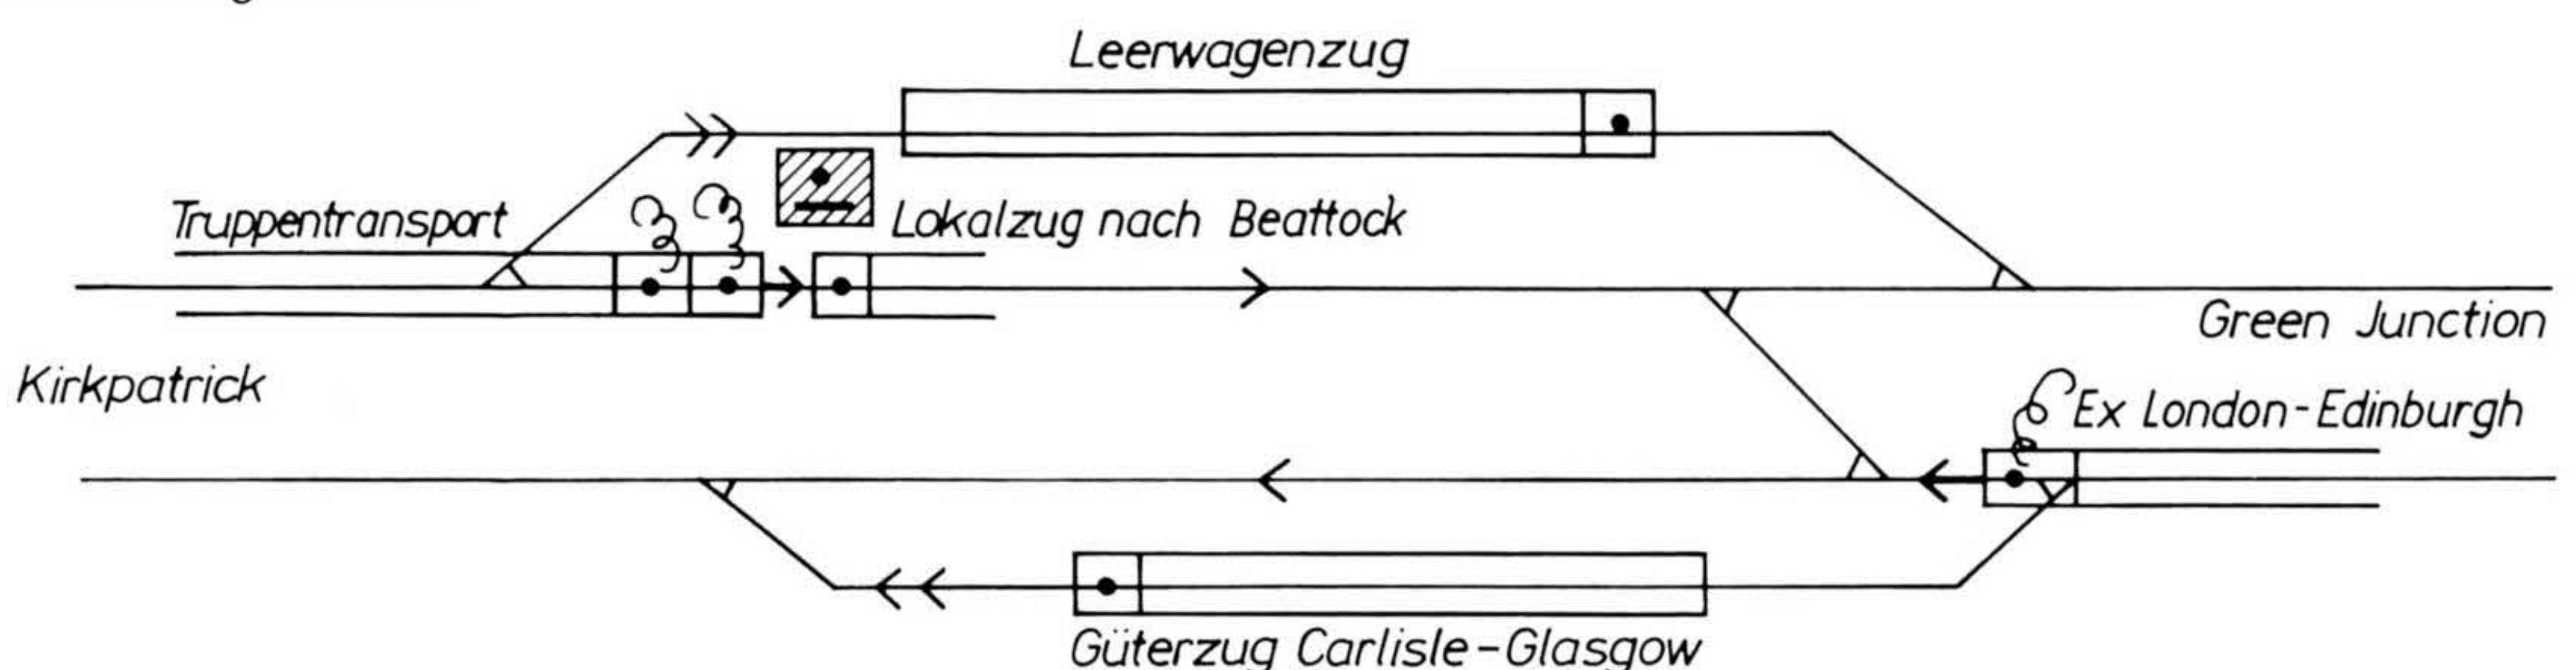 Leerwagenzug
Truppentransport
Lokalzug nach Beattock
Green Junction
Kirkpatrick
Ex London-Edinburgh
Güterzug Carlisle-Glasgow